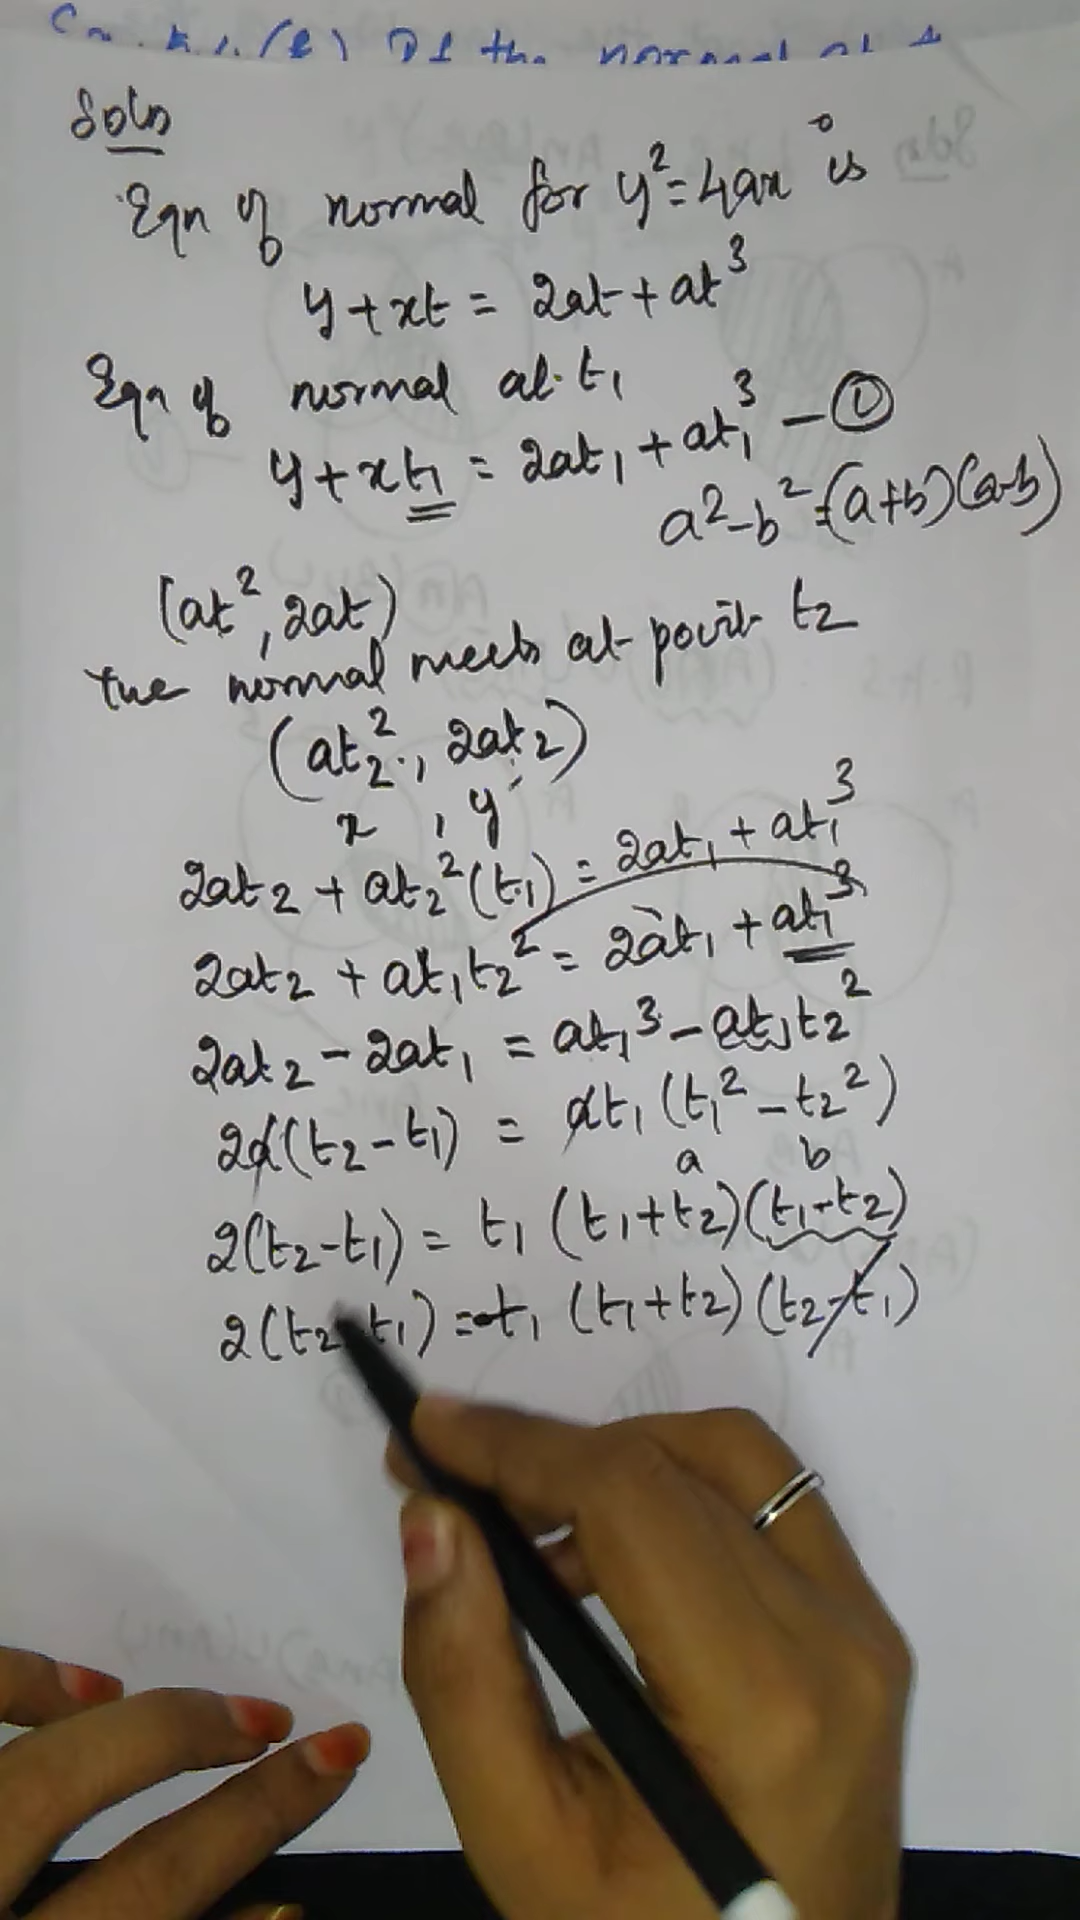 the normal at
Soln
Eqn of normal for y² = 4ax is
y + xt = 2at + at³
Eqn of normal at t₁
y + xt₁ = 2at₁ + at₁³ — ①
a² - b² = (a+b)(a-b)
(at², 2at)
The normal meets at point t₂
(at₂², 2at₂)
x , y
2at₂ + at₂²(t₁) = 2at₁ + at₁³
2at₂ + at₁t₂² = 2at₁ + at₁³
2at₂ - 2at₁ = at₁³ - at₁t₂²
2a(t₂ - t₁) = at₁(t₁² - t₂²)
a b
2(t₂ - t₁) = t₁ (t₁ + t₂)(t₁ - t₂)
2(t₂ - t₁) = -t₁ (t₁ + t₂)(t₂ - t₁)